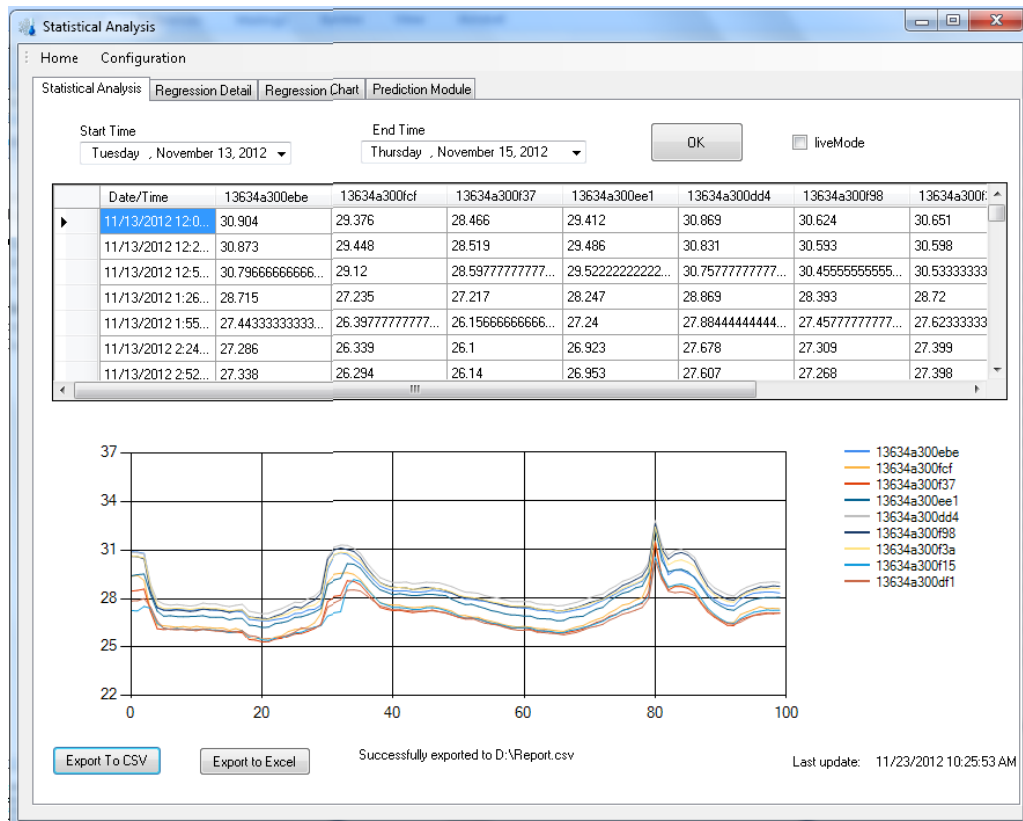 Statistical Analysis
Home Configuration
Statistical Analysis Regression Detail Regression Chart Prediction Module
Start Time End Time
Tuesday , November 13, 2012 Thursday , November 15, 2012 OK liveMode
Date/Time 13634a300ebe 13634a300fcf 13634a300f37 13634a300ee1 13634a300dd4 13634a300f98 13634a300f:
11/13/2012 12:0... 30.904 29.376 28.466 29.412 30.869 30.624 30.651
11/13/2012 12:2... 30.873 29.448 28.519 29.486 30.831 30.593 30.598
11/13/2012 12:5... 30.79666666666... 29.12 28.59777777777... 29.52222222222... 30.75777777777... 30.45555555555... 30.53333333
11/13/2012 1:26... 28.715 27.235 27.217 28.247 28.869 28.393 28.72
11/13/2012 1:55... 27.44333333333... 26.39777777777... 26.15666666666... 27.24 27.88444444444... 27.45777777777... 27.62333333
11/13/2012 2:24... 27.286 26.339 26.1 26.923 27.678 27.309 27.399
11/13/2012 2:52... 27.338 26.294 26.14 26.953 27.607 27.268 27.398
37
34
31
28
25
22
0 20 40 60 80 100
13634a300ebe
13634a300fcf
13634a300f37
13634a300ee1
13634a300dd4
13634a300f98
13634a300f3a
13634a300f15
13634a300df1
Export To CSV Export to Excel Successfully exported to D:\Report.csv Last update: 11/23/2012 10:25:53 AM